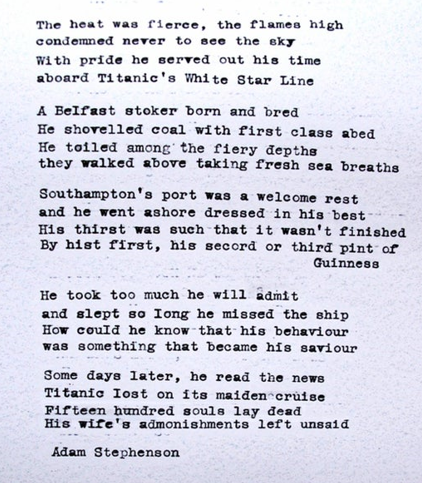 The heat was fierce, the flames high
condemned never to see the sky
With pride he served out his time
aboard Titanic's White Star Line
A Belfast stoker born and bred
He shovelled coal with first class abed
He toiled among the fiery depths
they walked above taking fresh sea breaths
Southampton's port was a welcome rest
and he went ashore dressed in his best
His thirst was such that it wasn't finished
By hist first, his secord or third pint of
Guinness
He took too much he will admit
and slept so long he missed the ship
How could he know that his behaviour
was something that became his saviour
Some days later, he read the news
Titanic lost on its maiden cruise
Fifteen hundred souls lay dead
His wife's admonishments left unsaid
Adam Stephenson